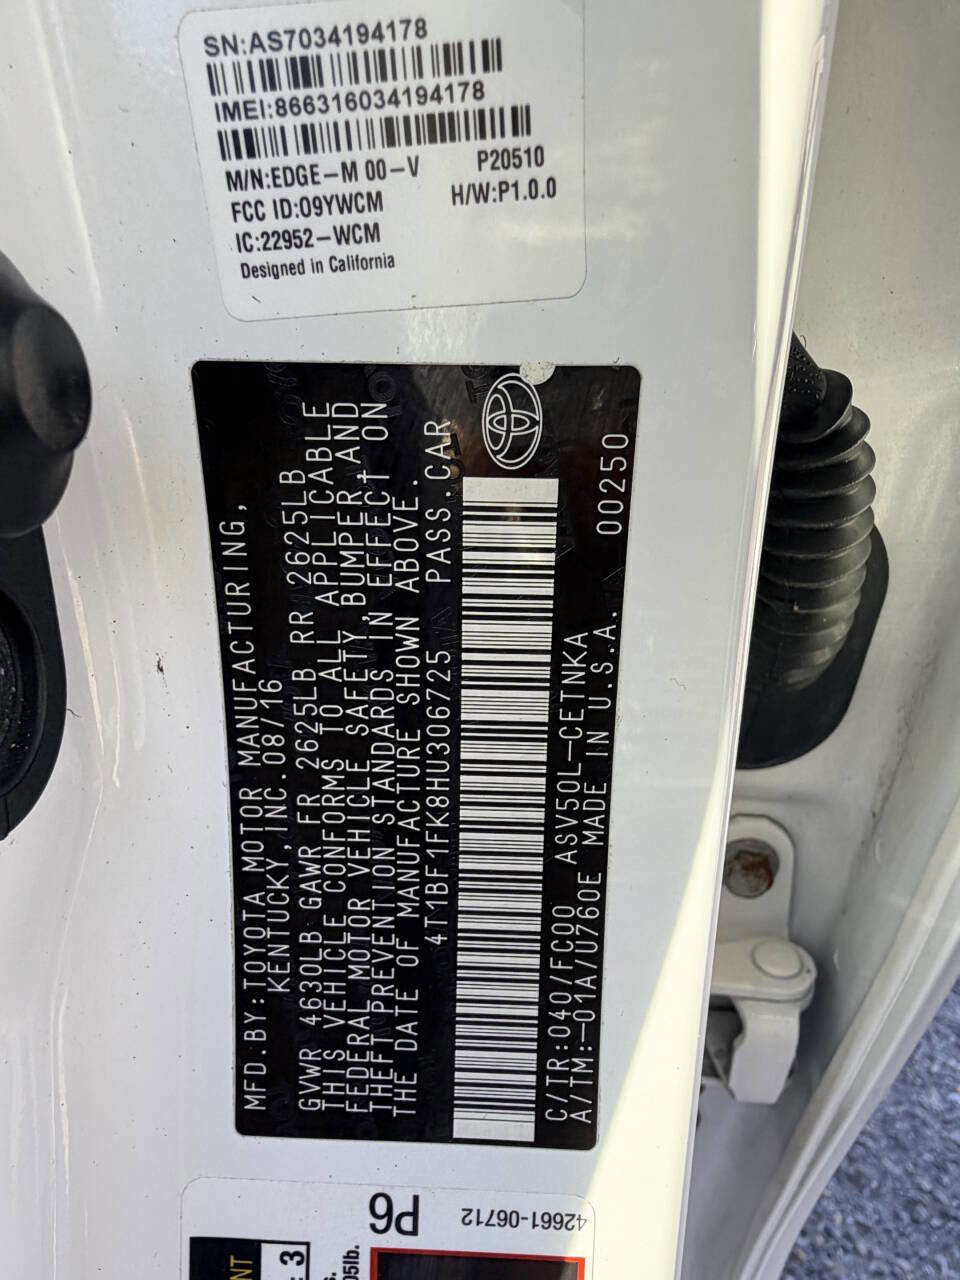 SN:AS7034194178
IMEI:866316034194178
M/N:EDGE-M 00-V P20510
FCC ID:O9YWCM H/W:P1.0.0
IC:22952-WCM
Designed in California
MFD.BY:TOYOTA MOTOR MANUFACTURING,
KENTUCKY,INC.08/16
GVWR 4630LB GAWR FR 2625LB RR 2625LB
THIS VEHICLE CONFORMS TO ALL APPLICABLE
FEDERAL MOTOR VEHICLE SAFETY,BUMPER,AND
THEFT PREVENTION STANDARDS IN EFFECT ON
THE DATE OF MANUFACTURE SHOWN ABOVE.
4T1BF1FK8HU306725 PASS.CAR
C/TR:040/FC00 ASV50L-CETNKA
A/TM:-01A/U760E MADE IN U.S.A. 00250
P6
42661-06712
3